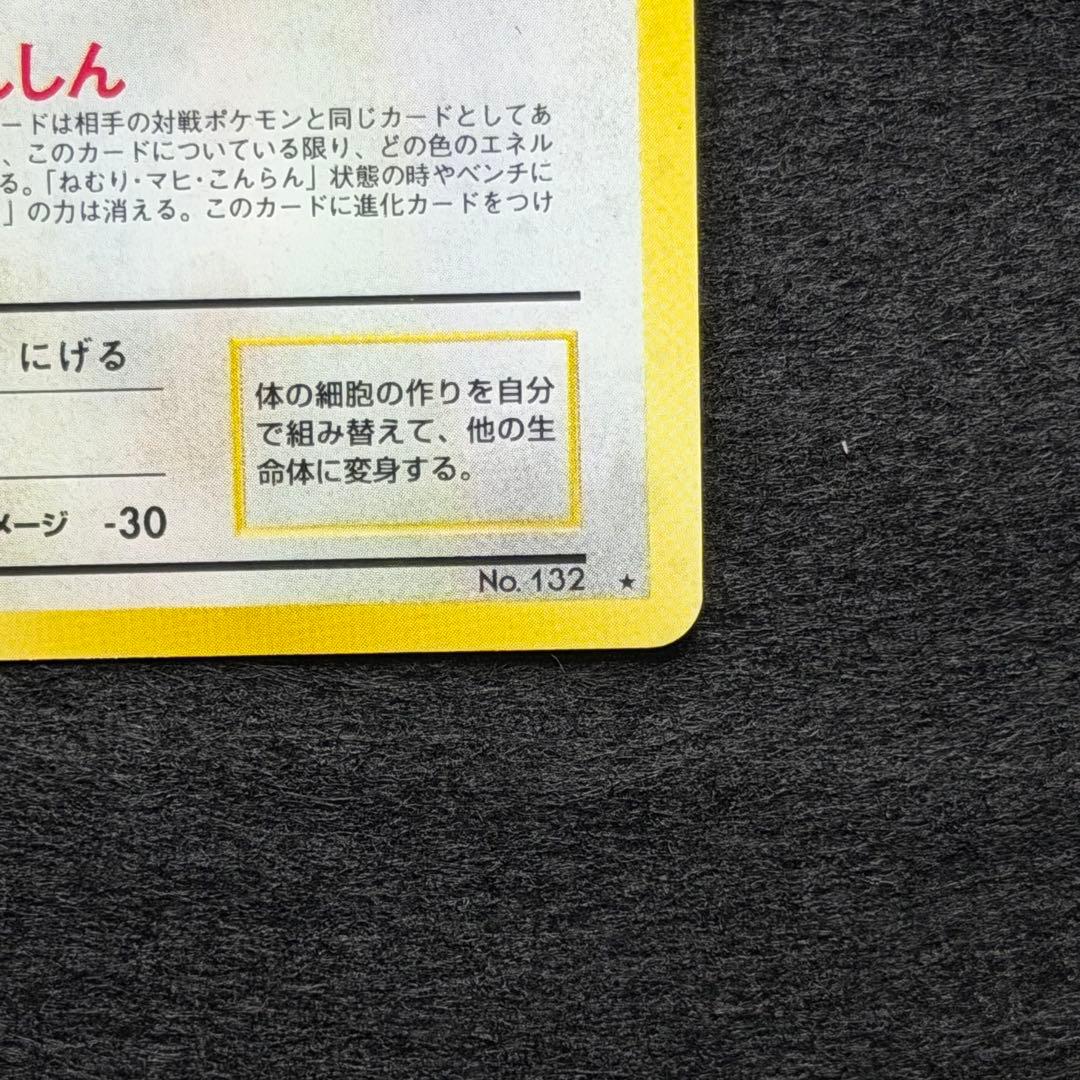 んしん
ードは相手の対戦ポケモンと同じカードとしてあ
、このカードについている限り、どの色のエネル
る。「ねむり・マヒ・こんらん」状態の時やベンチに
」の力は消える。このカードに進化カードをつけ
にげる
体の細胞の作りを自分
で組み替えて、他の生
命体に変身する。
メージ -30
No. 132 ★